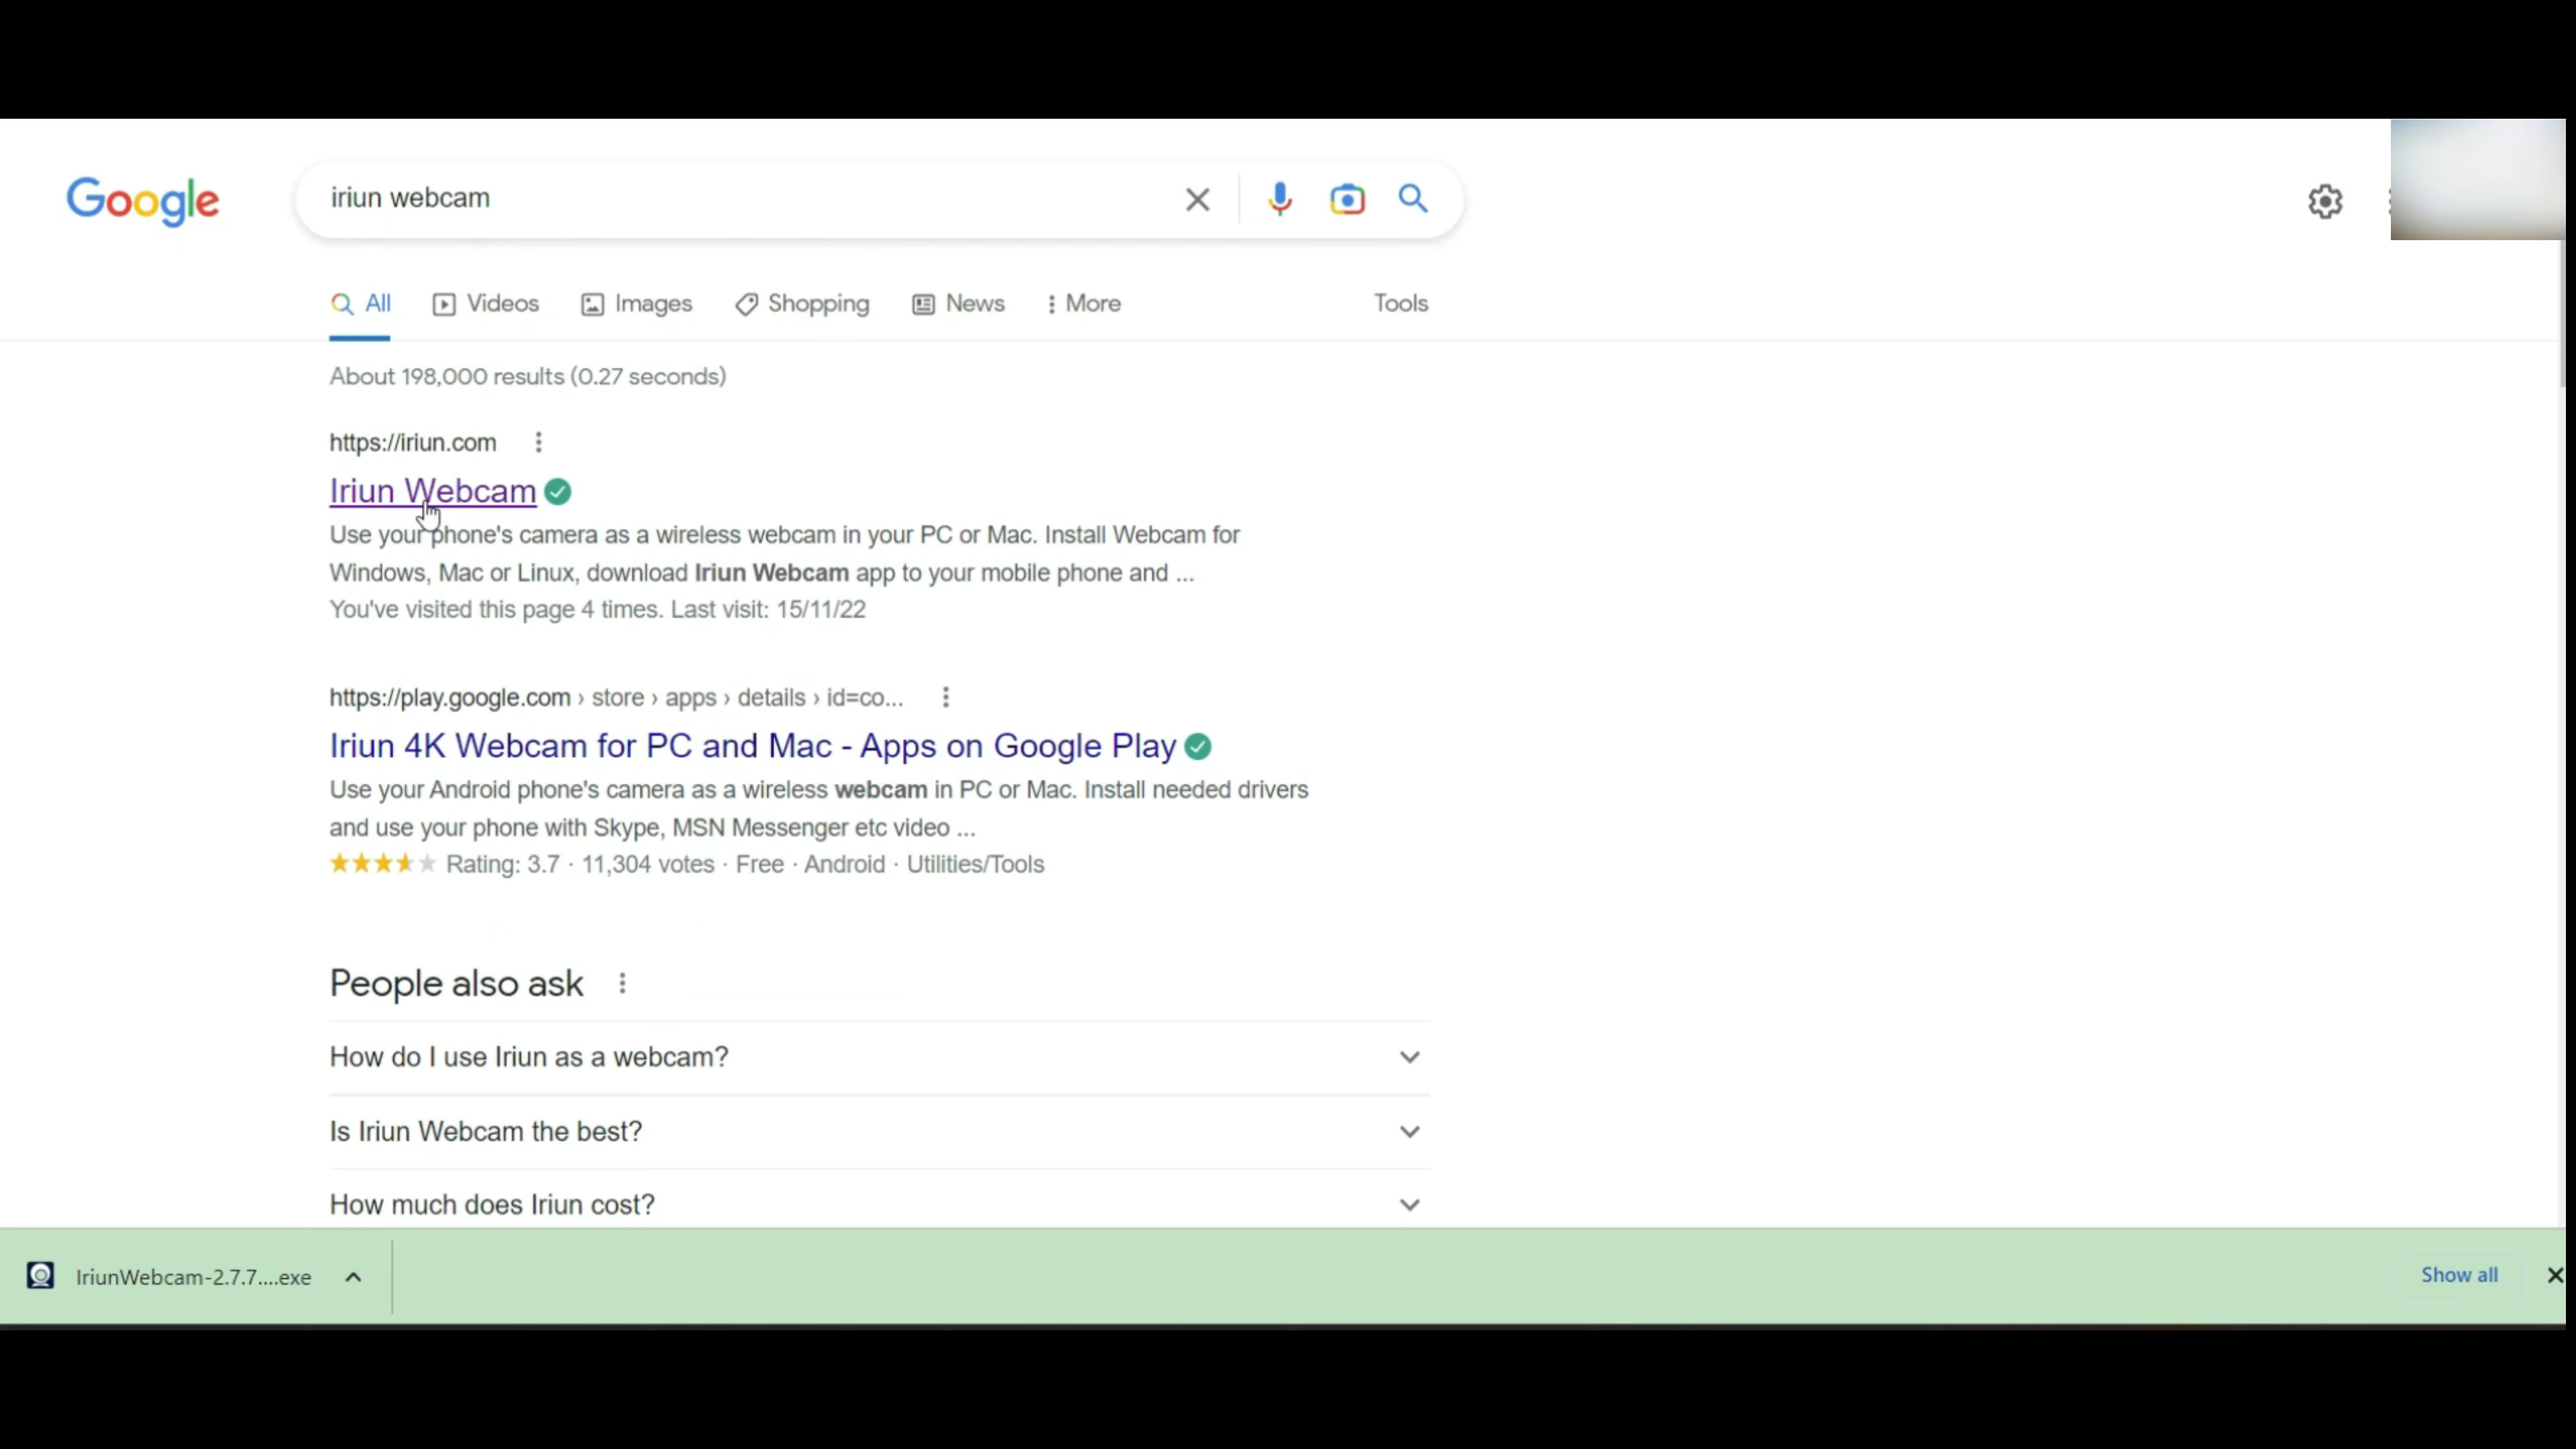 Google
iriun webcam
All Videos Images Shopping News More Tools
About 198,000 results (0.27 seconds)
https://iriun.com
Iriun Webcam
Use your phone's camera as a wireless webcam in your PC or Mac. Install Webcam for
Windows, Mac or Linux, download Iriun Webcam app to your mobile phone and ...
You've visited this page 4 times. Last visit: 15/11/22
https://play.google.com › store › apps › details › id=co...
Iriun 4K Webcam for PC and Mac - Apps on Google Play
Use your Android phone's camera as a wireless webcam in PC or Mac. Install needed drivers
and use your phone with Skype, MSN Messenger etc video ...
Rating: 3.7 · 11,304 votes · Free · Android · Utilities/Tools
People also ask
How do I use Iriun as a webcam?
Is Iriun Webcam the best?
How much does Iriun cost?
IriunWebcam-2.7.7....exe Show all